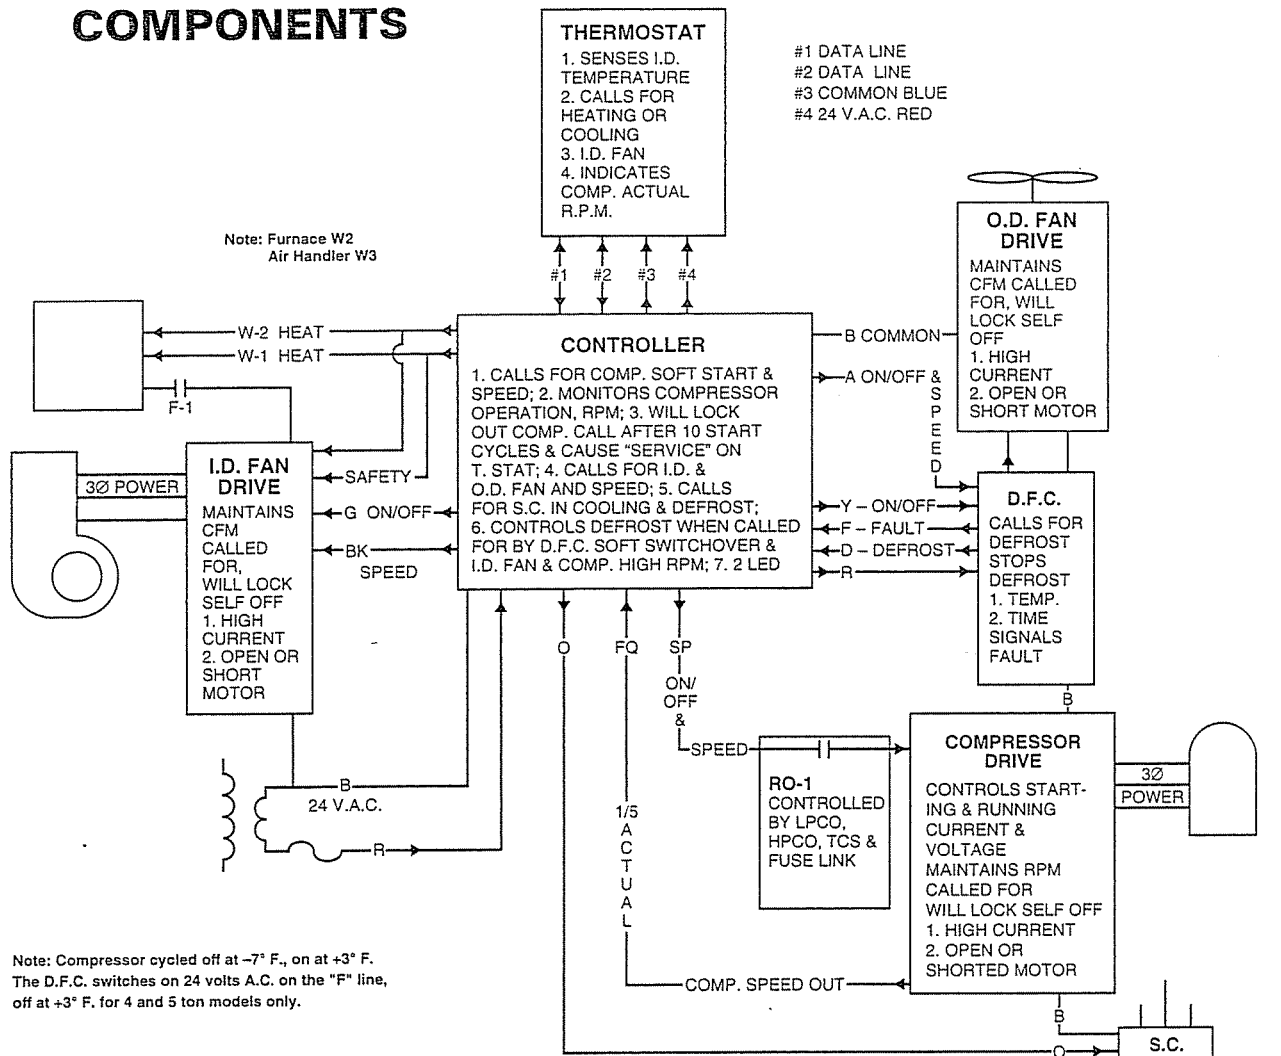 COMPONENTS
THERMOSTAT
1. SENSES I.D.
TEMPERATURE
2. CALLS FOR
HEATING OR
COOLING
3. I.D. FAN
4. INDICATES
COMP. ACTUAL
R.P.M.
#1 DATA LINE
#2 DATA LINE
#3 COMMON BLUE
#4 24 V.A.C. RED
Note: Furnace W2
Air Handler W3
#1 #2 #3 #4
O.D. FAN
DRIVE
MAINTAINS
CFM CALLED
FOR, WILL
LOCK SELF
OFF
1. HIGH
CURRENT
2. OPEN OR
SHORT MOTOR
W-2 HEAT
W-1 HEAT
F-1
CONTROLLER
1. CALLS FOR COMP. SOFT START &
SPEED; 2. MONITORS COMPRESSOR
OPERATION, RPM; 3. WILL LOCK
OUT COMP. CALL AFTER 10 START
CYCLES & CAUSE "SERVICE" ON
T. STAT; 4. CALLS FOR I.D. &
O.D. FAN AND SPEED; 5. CALLS
FOR S.C. IN COOLING & DEFROST;
6. CONTROLS DEFROST WHEN CALLED
FOR BY D.F.C. SOFT SWITCHOVER &
I.D. FAN & COMP. HIGH RPM; 7. 2 LED
B COMMON
A ON/OFF &
SPEED
Y – ON/OFF
F – FAULT
D – DEFROST
R
3Ø POWER
I.D. FAN
DRIVE
MAINTAINS
CFM
CALLED
FOR,
WILL LOCK
SELF OFF
1. HIGH
CURRENT
2. OPEN OR
SHORT
MOTOR
SAFETY
G ON/OFF
BK
SPEED
D.F.C.
CALLS FOR
DEFROST
STOPS
DEFROST
1. TEMP.
2. TIME
SIGNALS
FAULT
B
O
FQ
SP
ON/
OFF
&
SPEED
B
24 V.A.C.
R
1/5
ACTUAL
RO-1
CONTROLLED
BY LPCO,
HPCO, TCS &
FUSE LINK
COMPRESSOR
DRIVE
CONTROLS START-
ING & RUNNING
CURRENT &
VOLTAGE
MAINTAINS RPM
CALLED FOR
WILL LOCK SELF OFF
1. HIGH CURRENT
2. OPEN OR
SHORTED MOTOR
3Ø
POWER
COMP. SPEED OUT
B
O
S.C.
Note: Compressor cycled off at –7° F., on at +3° F.
The D.F.C. switches on 24 volts A.C. on the "F" line,
off at +3° F. for 4 and 5 ton models only.